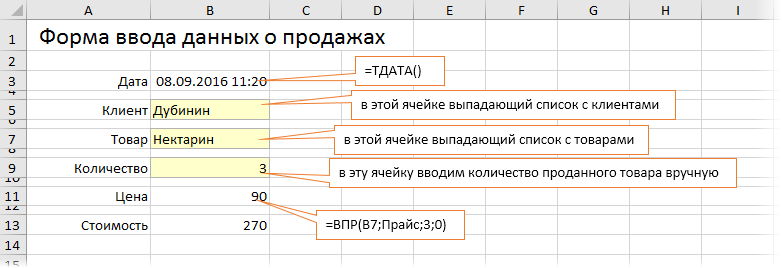 A B C D E F G H I
1 Форма ввода данных о продажах
2
3 Дата 08.09.2016 11:20 =ТДАТА()
5 Клиент Дубинин в этой ячейке выпадающий список с клиентами
7 Товар Нектарин в этой ячейке выпадающий список с товарами
9 Количество 3 в эту ячейку вводим количество проданного товара вручную
11 Цена 90
13 Стоимость 270 =ВПР(B7;Прайс;3;0)
14